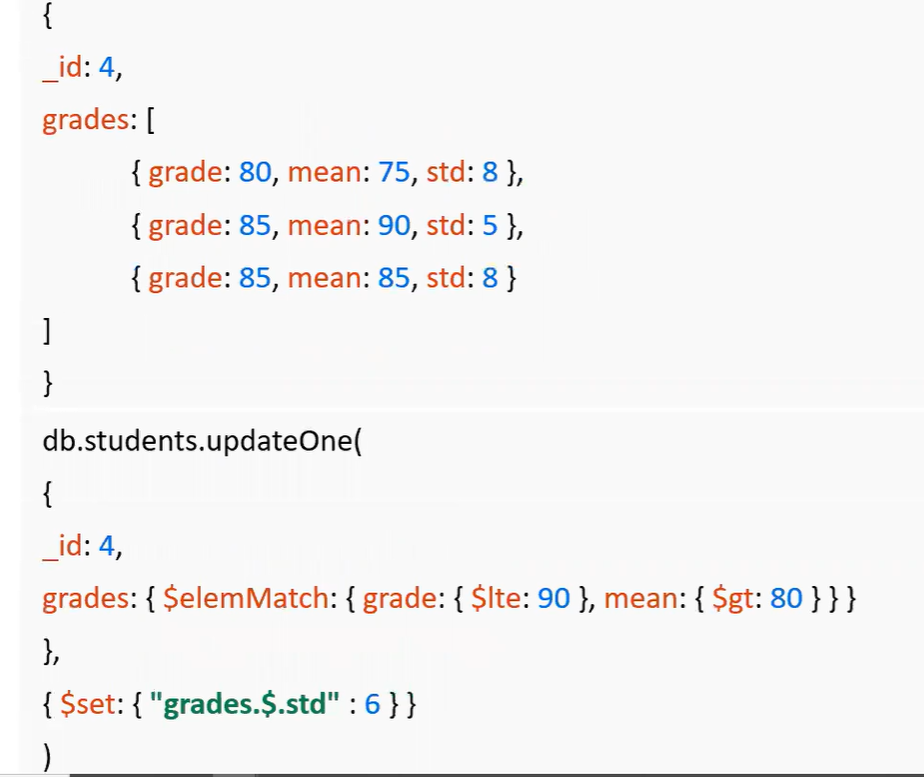 {
_id: 4,
grades: [
{ grade: 80, mean: 75, std: 8 },
{ grade: 85, mean: 90, std: 5 },
{ grade: 85, mean: 85, std: 8 }
]
}
db.students.updateOne(
{
_id: 4,
grades: { $elemMatch: { grade: { $lte: 90 }, mean: { $gt: 80 } } }
},
{ $set: { "grades.$.std" : 6 } }
)